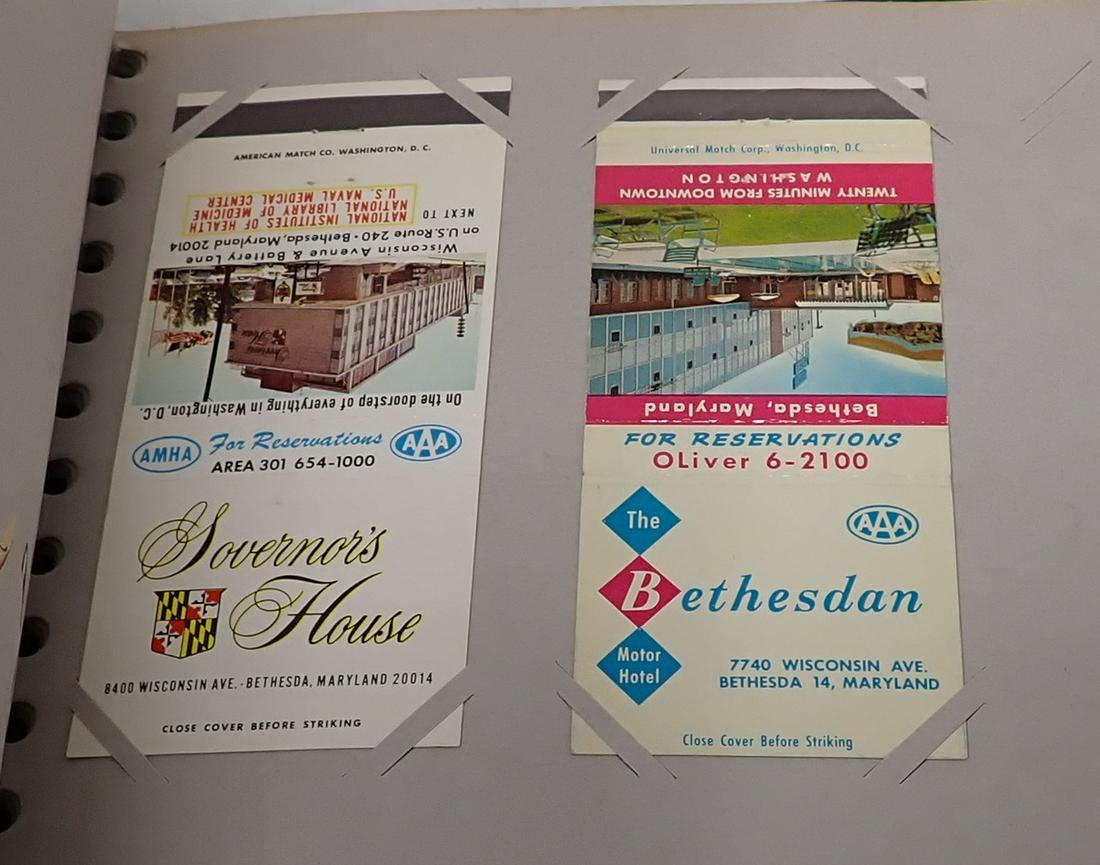 AMERICAN MATCH CO. WASHINGTON, D. C.
NEXT TO
NATIONAL INSTITUTES OF HEALTH
NATIONAL LIBRARY OF MEDICINE
U. S. NAVAL MEDICAL CENTER
on U.S. Route 240 • Bethesda, Maryland 20014
Wisconsin Avenue & Battery Lane
Governor's
House
On the doorstep of everything in Washington, D.C.
AMHA
For Reservations
AREA 301 654-1000
AAA
Governor's
House
8400 WISCONSIN AVE. - BETHESDA, MARYLAND 20014
CLOSE COVER BEFORE STRIKING
Universal Match Corp., Washington, D.C.
TWENTY MINUTES FROM DOWNTOWN
WASHINGTON
Bethesda, Maryland
FOR RESERVATIONS
OLiver 6-2100
The
AAA
Bethesdan
Motor
Hotel
7740 WISCONSIN AVE.
BETHESDA 14, MARYLAND
Close Cover Before Striking